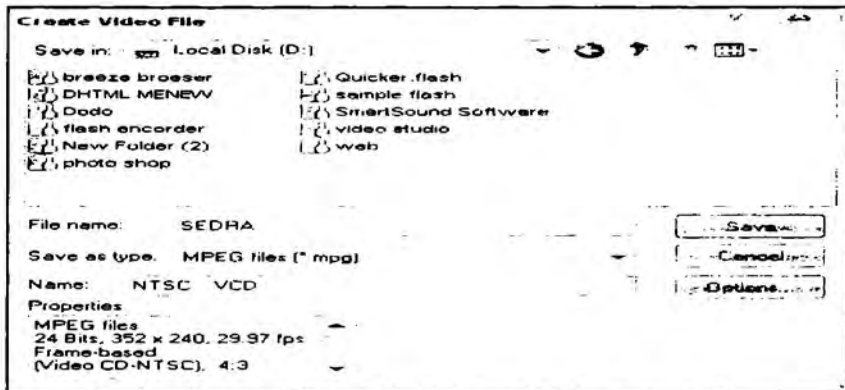 Create Video File
Save in: Local Disk (D:)
breeze broeser
DHTML MENEW
Dodo
flash encorder
New Folder (2)
photo shop
Quicker.flash
sample flash
SmartSound Software
video studio
web
File name: SEDRA
Save
Save as type: MPEG files (*.mpg)
Cancel
Name: NTSC VCD
Options...
Properties
MPEG files
24 Bits, 352 x 240, 29.97 fps
Frame-based
(Video CD-NTSC), 4:3